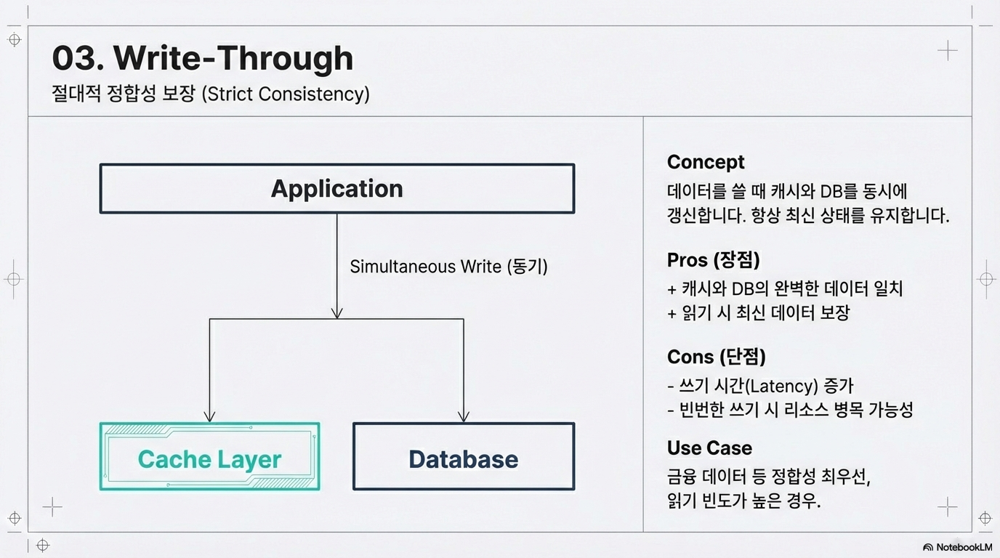 03. Write-Through
절대적 정합성 보장 (Strict Consistency)
Application
Simultaneous Write (동기)
Cache Layer
Database
Concept
데이터를 쓸 때 캐시와 DB를 동시에
갱신합니다. 항상 최신 상태를 유지합니다.
Pros (장점)
+ 캐시와 DB의 완벽한 데이터 일치
+ 읽기 시 최신 데이터 보장
Cons (단점)
- 쓰기 시간(Latency) 증가
- 빈번한 쓰기 시 리소스 병목 가능성
Use Case
금융 데이터 등 정합성 최우선,
읽기 빈도가 높은 경우.
NotebookLM